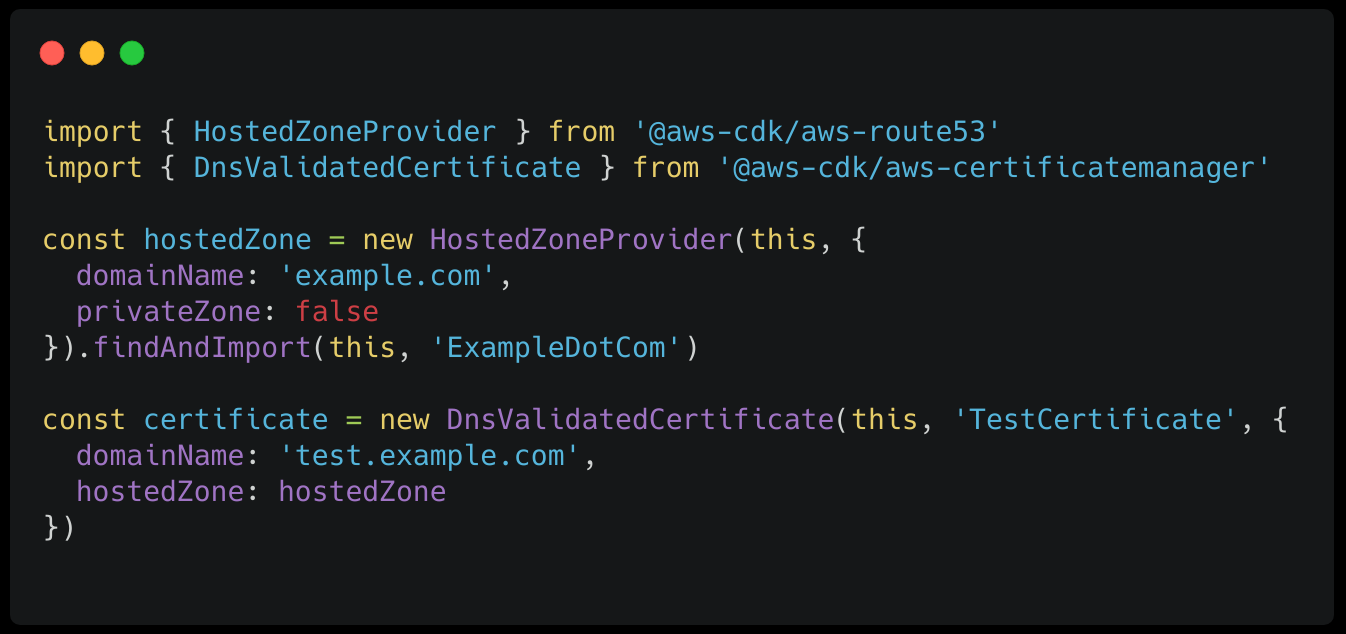 import { HostedZoneProvider } from '@aws-cdk/aws-route53'
import { DnsValidatedCertificate } from '@aws-cdk/aws-certificatemanager'

const hostedZone = new HostedZoneProvider(this, {
  domainName: 'example.com',
  privateZone: false
}).findAndImport(this, 'ExampleDotCom')

const certificate = new DnsValidatedCertificate(this, 'TestCertificate', {
  domainName: 'test.example.com',
  hostedZone: hostedZone
})